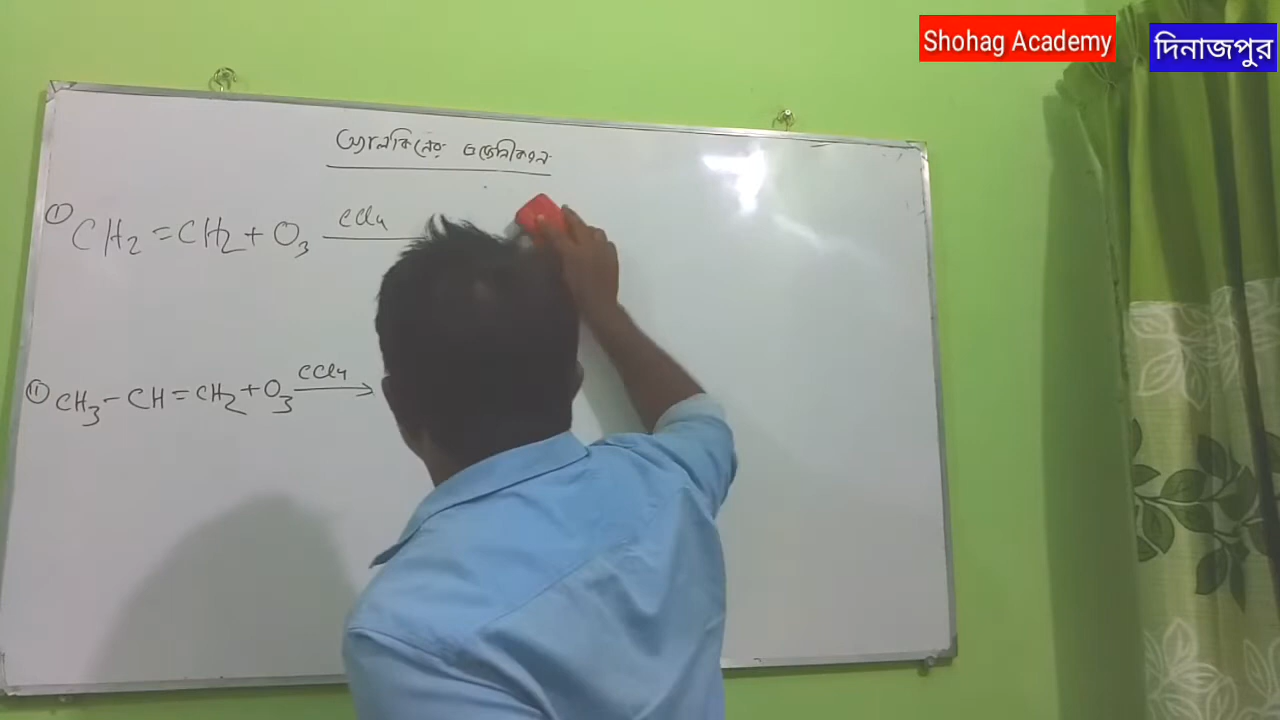 Shohag Academy
দিনাজপুর
অ্যালকিনের ওজোনীকরণ
① CH₂ = CH₂ + O₃ CCl₄
② CH₃ - CH = CH₂ + O₃ CCl₄ →